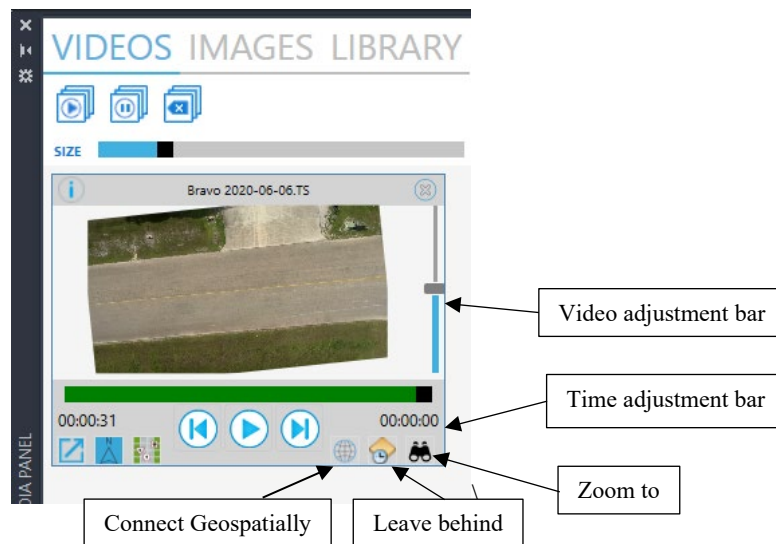 VIDEOS IMAGES LIBRARY
SIZE
Bravo 2020-06-06.TS
Video adjustment bar
Time adjustment bar
00:00:31
00:00:00
N
DIA PANEL
Zoom to
Connect Geospatially
Leave behind